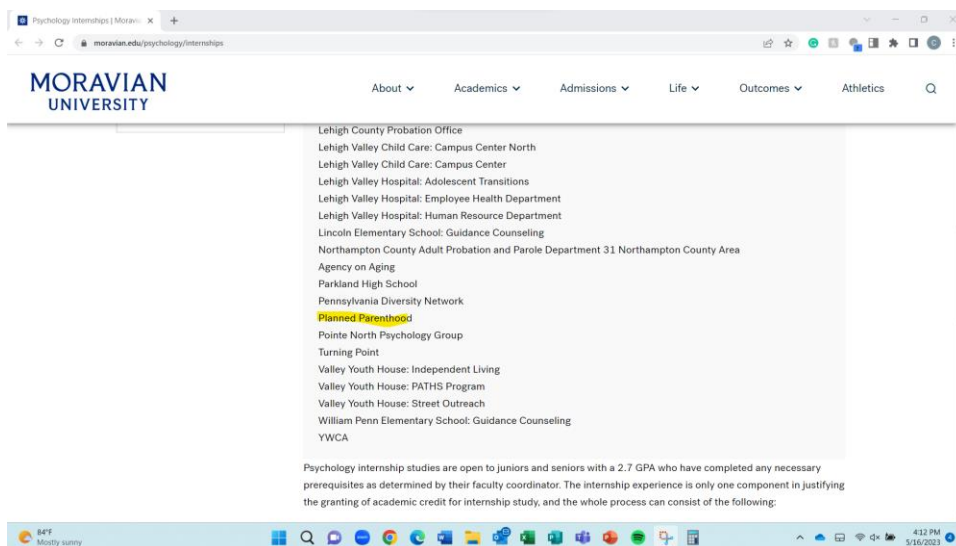 Psychology Internships | Moravi
moravian.edu/psychology/internships
MORAVIAN
UNIVERSITY
About
Academics
Admissions
Life
Outcomes
Athletics
Lehigh County Probation Office
Lehigh Valley Child Care: Campus Center North
Lehigh Valley Child Care: Campus Center
Lehigh Valley Hospital: Adolescent Transitions
Lehigh Valley Hospital: Employee Health Department
Lehigh Valley Hospital: Human Resource Department
Lincoln Elementary School: Guidance Counseling
Northampton County Adult Probation and Parole Department 31 Northampton County Area
Agency on Aging
Parkland High School
Pennsylvania Diversity Network
Planned Parenthood
Pointe North Psychology Group
Turning Point
Valley Youth House: Independent Living
Valley Youth House: PATHS Program
Valley Youth House: Street Outreach
William Penn Elementary School: Guidance Counseling
YWCA
Psychology internship studies are open to juniors and seniors with a 2.7 GPA who have completed any necessary
prerequisites as determined by their faculty coordinator. The internship experience is only one component in justifying
the granting of academic credit for internship study, and the whole process can consist of the following:
84°F
Mostly sunny
4:12 PM
5/16/2023